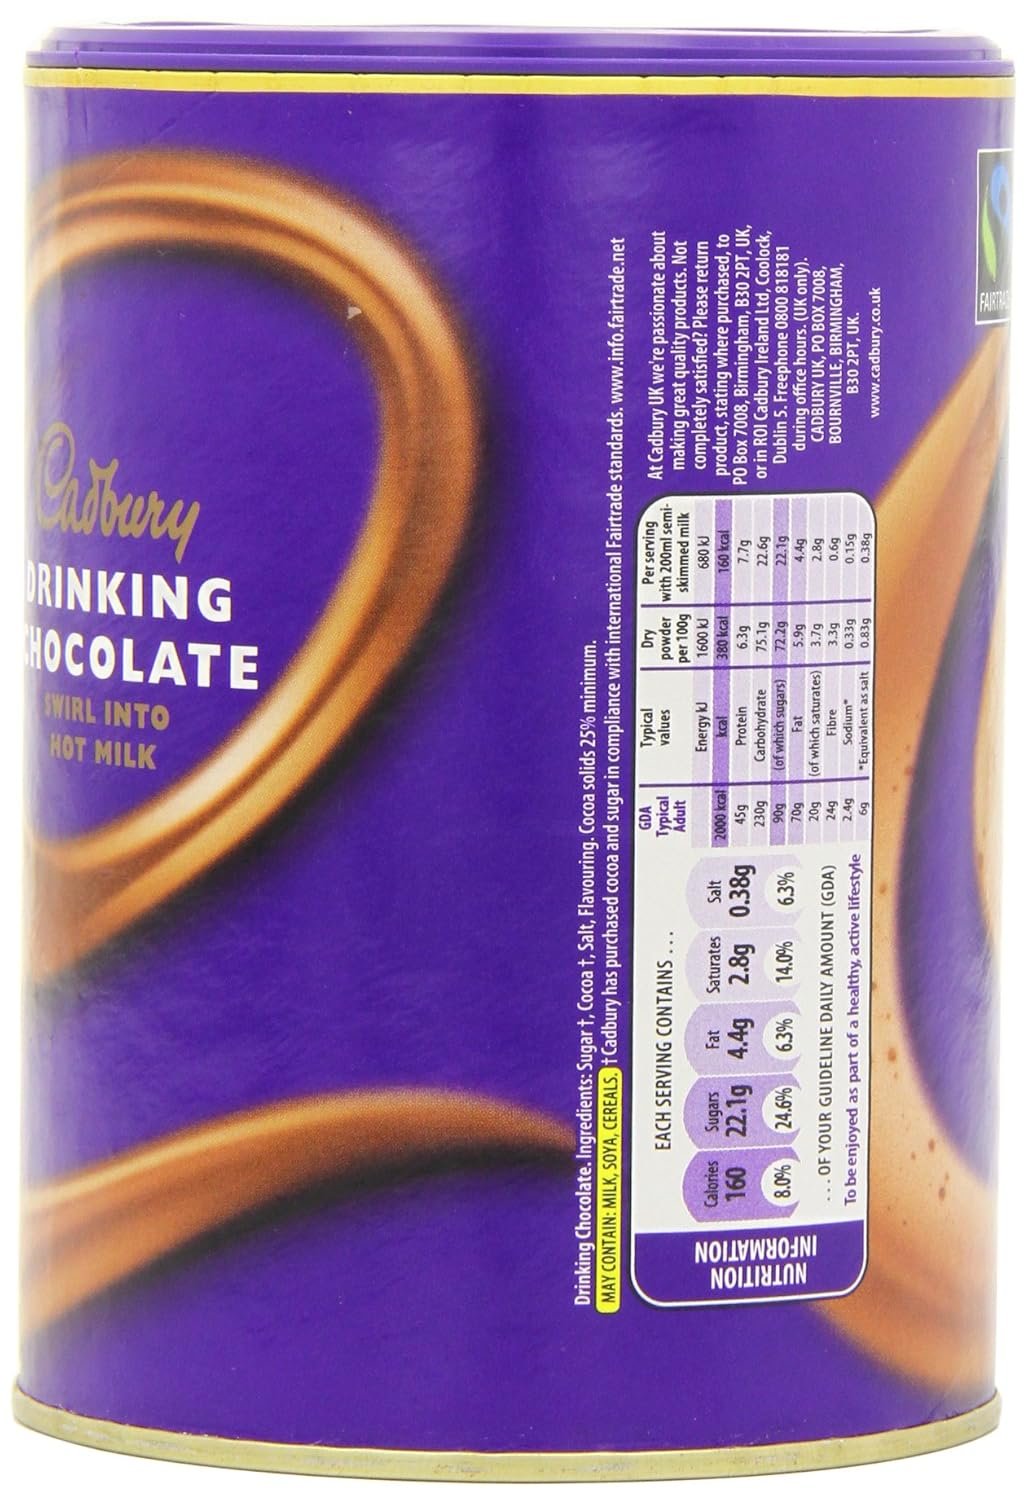 Cadbury
DRINKING
CHOCOLATE
SWIRL INTO
HOT MILK
Drinking Chocolate. Ingredients: Sugar †, Cocoa †, Salt, Flavouring. Cocoa solids 25% minimum.
MAY CONTAIN: MILK, SOYA, CEREALS. † Cadbury has purchased cocoa and sugar in compliance with international Fairtrade standards. www.info.fairtrade.net
NUTRITION
INFORMATION
EACH SERVING CONTAINS . . .
Calories Sugars Fat Saturates Salt
160 22.1g 4.4g 2.8g 0.38g
8.0% 24.6% 6.3% 14.0% 6.3%
. . . OF YOUR GUIDELINE DAILY AMOUNT (GDA)
To be enjoyed as part of a healthy, active lifestyle
GDA Typical Dry Per serving
Typical values powder with 200ml semi-
Adult per 100g skimmed milk
Energy kJ 1600 kJ 680 kJ
2000 kcal kcal 380 kcal 160 kcal
45g Protein 6.3g 7.7g
230g Carbohydrate 75.1g 22.6g
90g (of which sugars) 72.2g 22.1g
70g Fat 5.9g 4.4g
20g (of which saturates) 3.7g 2.8g
24g Fibre 3.3g 0.6g
2.4g Sodium* 0.33g 0.15g
6g *Equivalent as salt 0.83g 0.38g
At Cadbury UK we're passionate about
making great quality products. Not
completely satisfied? Please return
product, stating where purchased, to
PO Box 7008, Birmingham, B30 2PT, UK,
or in ROI Cadbury Ireland Ltd, Coolock,
Dublin 5. Freephone 0800 818181
during office hours. (UK only).
CADBURY UK, PO BOX 7008,
BOURNVILLE, BIRMINGHAM,
B30 2PT, UK.
www.cadbury.co.uk
FAIRTRADE